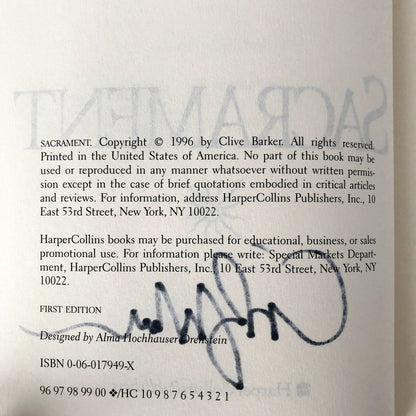 SACRAMENT
SACRAMENT. Copyright © 1996 by Clive Barker. All rights reserved.
Printed in the United States of America. No part of this book may be
used or reproduced in any manner whatsoever without written permis-
sion except in the case of brief quotations embodied in critical articles
and reviews. For information, address HarperCollins Publishers, Inc., 10
East 53rd Street, New York, NY 10022.
HarperCollins books may be purchased for educational, business, or sales
promotional use. For information please write: Special Markets Depart-
ment, HarperCollins Publishers, Inc., 10 East 53rd Street, New York, NY
10022.
FIRST EDITION
Designed by Alma Hochhauser Orenstein
ISBN 0-06-017949-X
96 97 98 99 00 ❖/HC 10 9 8 7 6 5 4 3 2 1